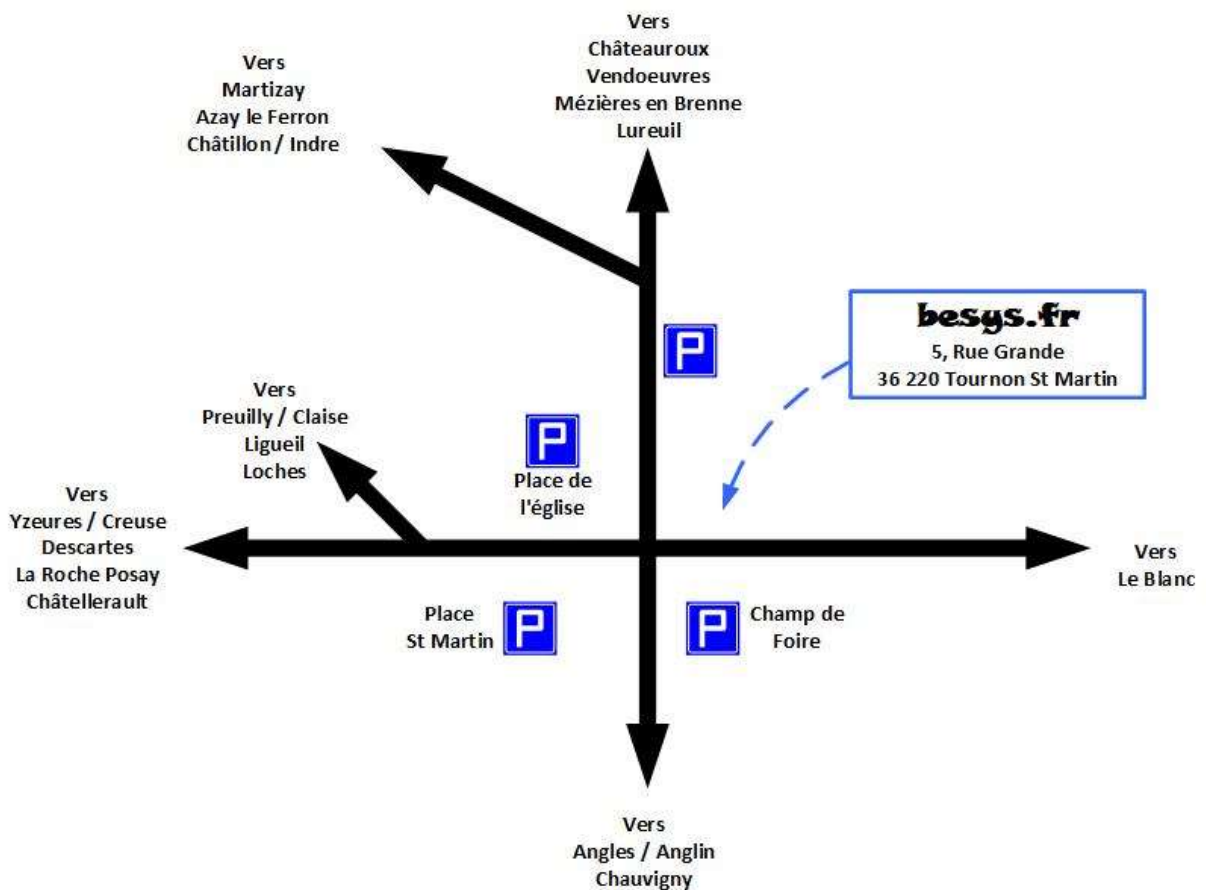 Vers
Châteauroux
Vendoeuvres
Mézières en Brenne
Lureuil
Vers
Martizay
Azay le Ferron
Châtillon / Indre
besys.fr
5, Rue Grande
36 220 Tournon St Martin
P
Vers
Preuilly / Claise
Ligueil
Loches
P
Place de
l'église
Vers
Yzeures / Creuse
Descartes
La Roche Posay
Châtellerault
Vers
Le Blanc
Place
St Martin
P
P
Champ de
Foire
Vers
Angles / Anglin
Chauvigny